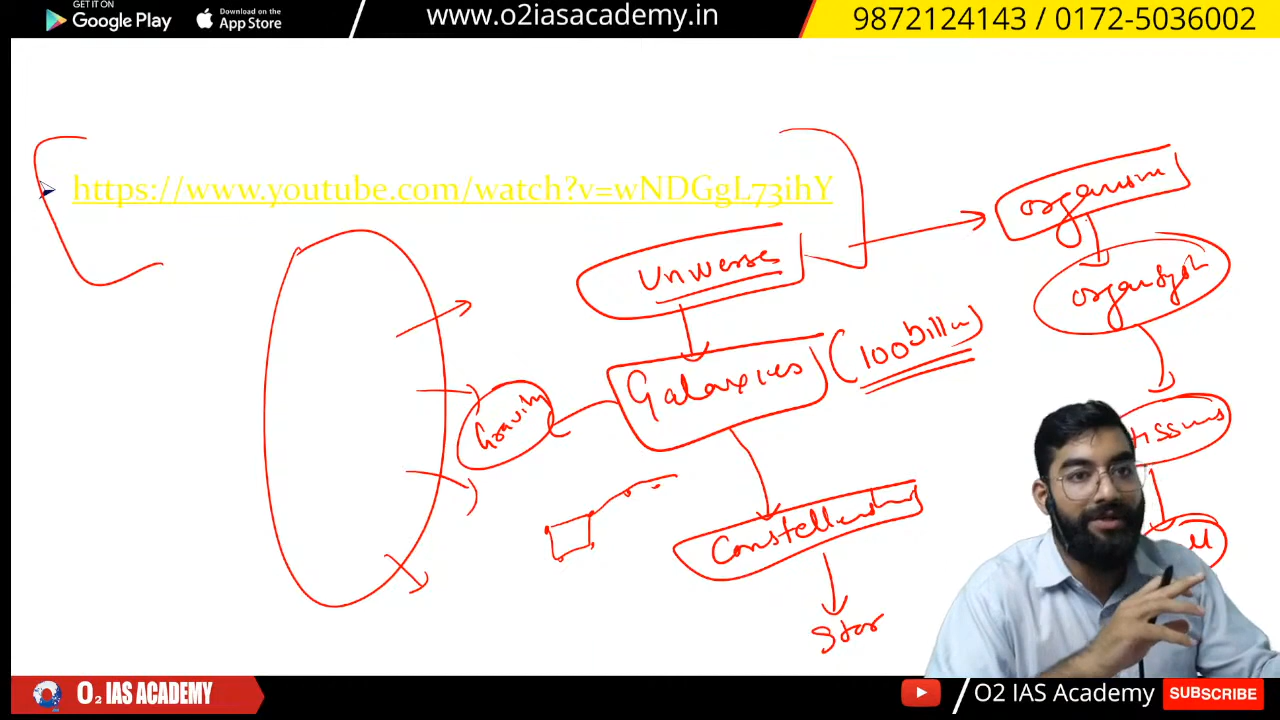 GET IT ON
Google Play
Download on the
App Store
www.o2iasacademy.in
9872124143 / 0172-5036002
https://www.youtube.com/watch?v=wNDGgL73ihY
organism
Universe
Galaxies
(100 billion)
Gravity
tissues
Constellation
Star
O₂ IAS ACADEMY
O2 IAS Academy
SUBSCRIBE